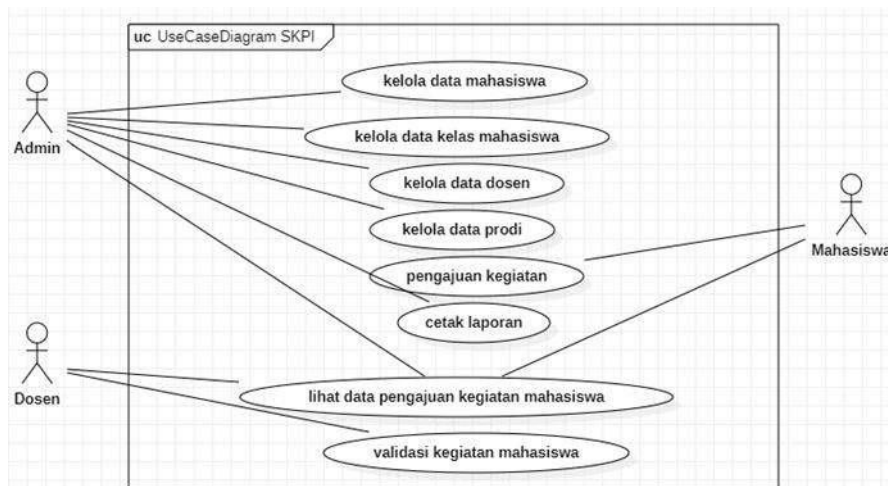 uc UseCaseDiagram SKPI
kelola data mahasiswa
Admin
kelola data kelas mahasiswa
kelola data dosen
kelola data prodi
Mahasiswa
pengajuan kegiatan
cetak laporan
Dosen
lihat data pengajuan kegiatan mahasiswa
validasi kegiatan mahasiswa